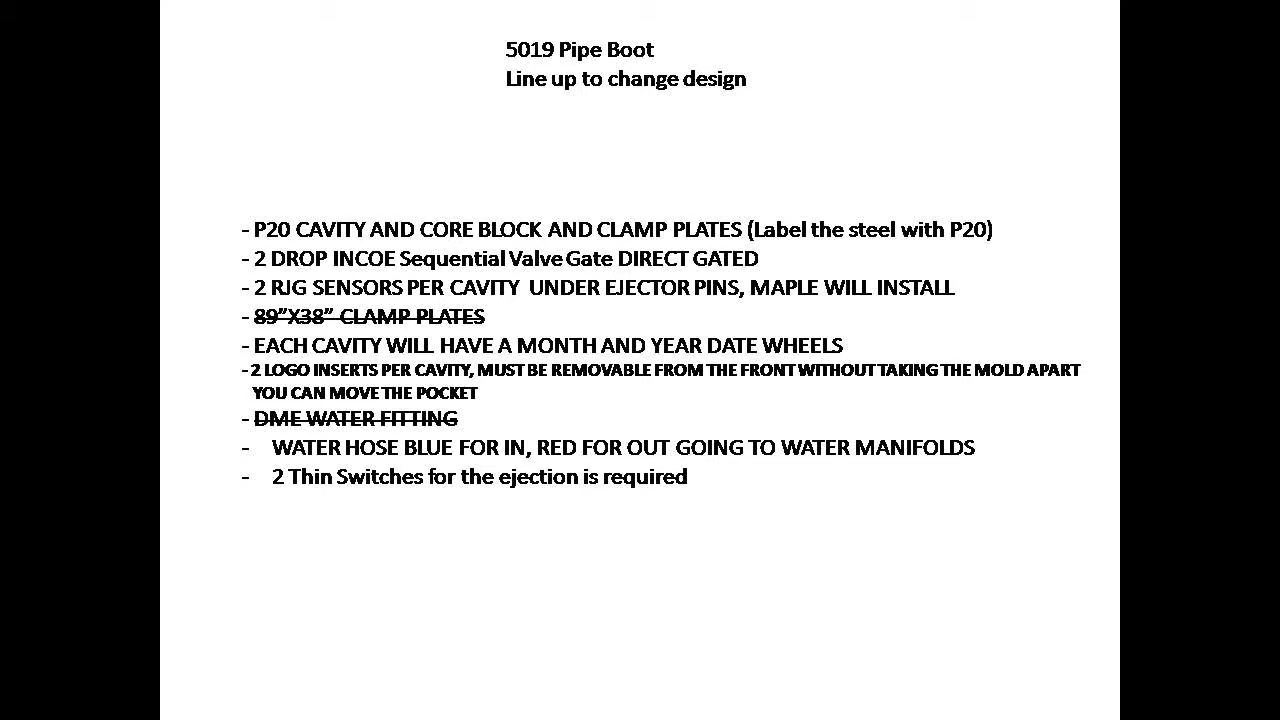 5019 Pipe Boot
Line up to change design
- P20 CAVITY AND CORE BLOCK AND CLAMP PLATES (Label the steel with P20)
- 2 DROP INCOE Sequential Valve Gate DIRECT GATED
- 2 RJG SENSORS PER CAVITY UNDER EJECTOR PINS, MAPLE WILL INSTALL
- 89”X38” CLAMP PLATES
- EACH CAVITY WILL HAVE A MONTH AND YEAR DATE WHEELS
- 2 LOGO INSERTS PER CAVITY, MUST BE REMOVABLE FROM THE FRONT WITHOUT TAKING THE MOLD APART
YOU CAN MOVE THE POCKET
- DME WATER FITTING
- WATER HOSE BLUE FOR IN, RED FOR OUT GOING TO WATER MANIFOLDS
- 2 Thin Switches for the ejection is required